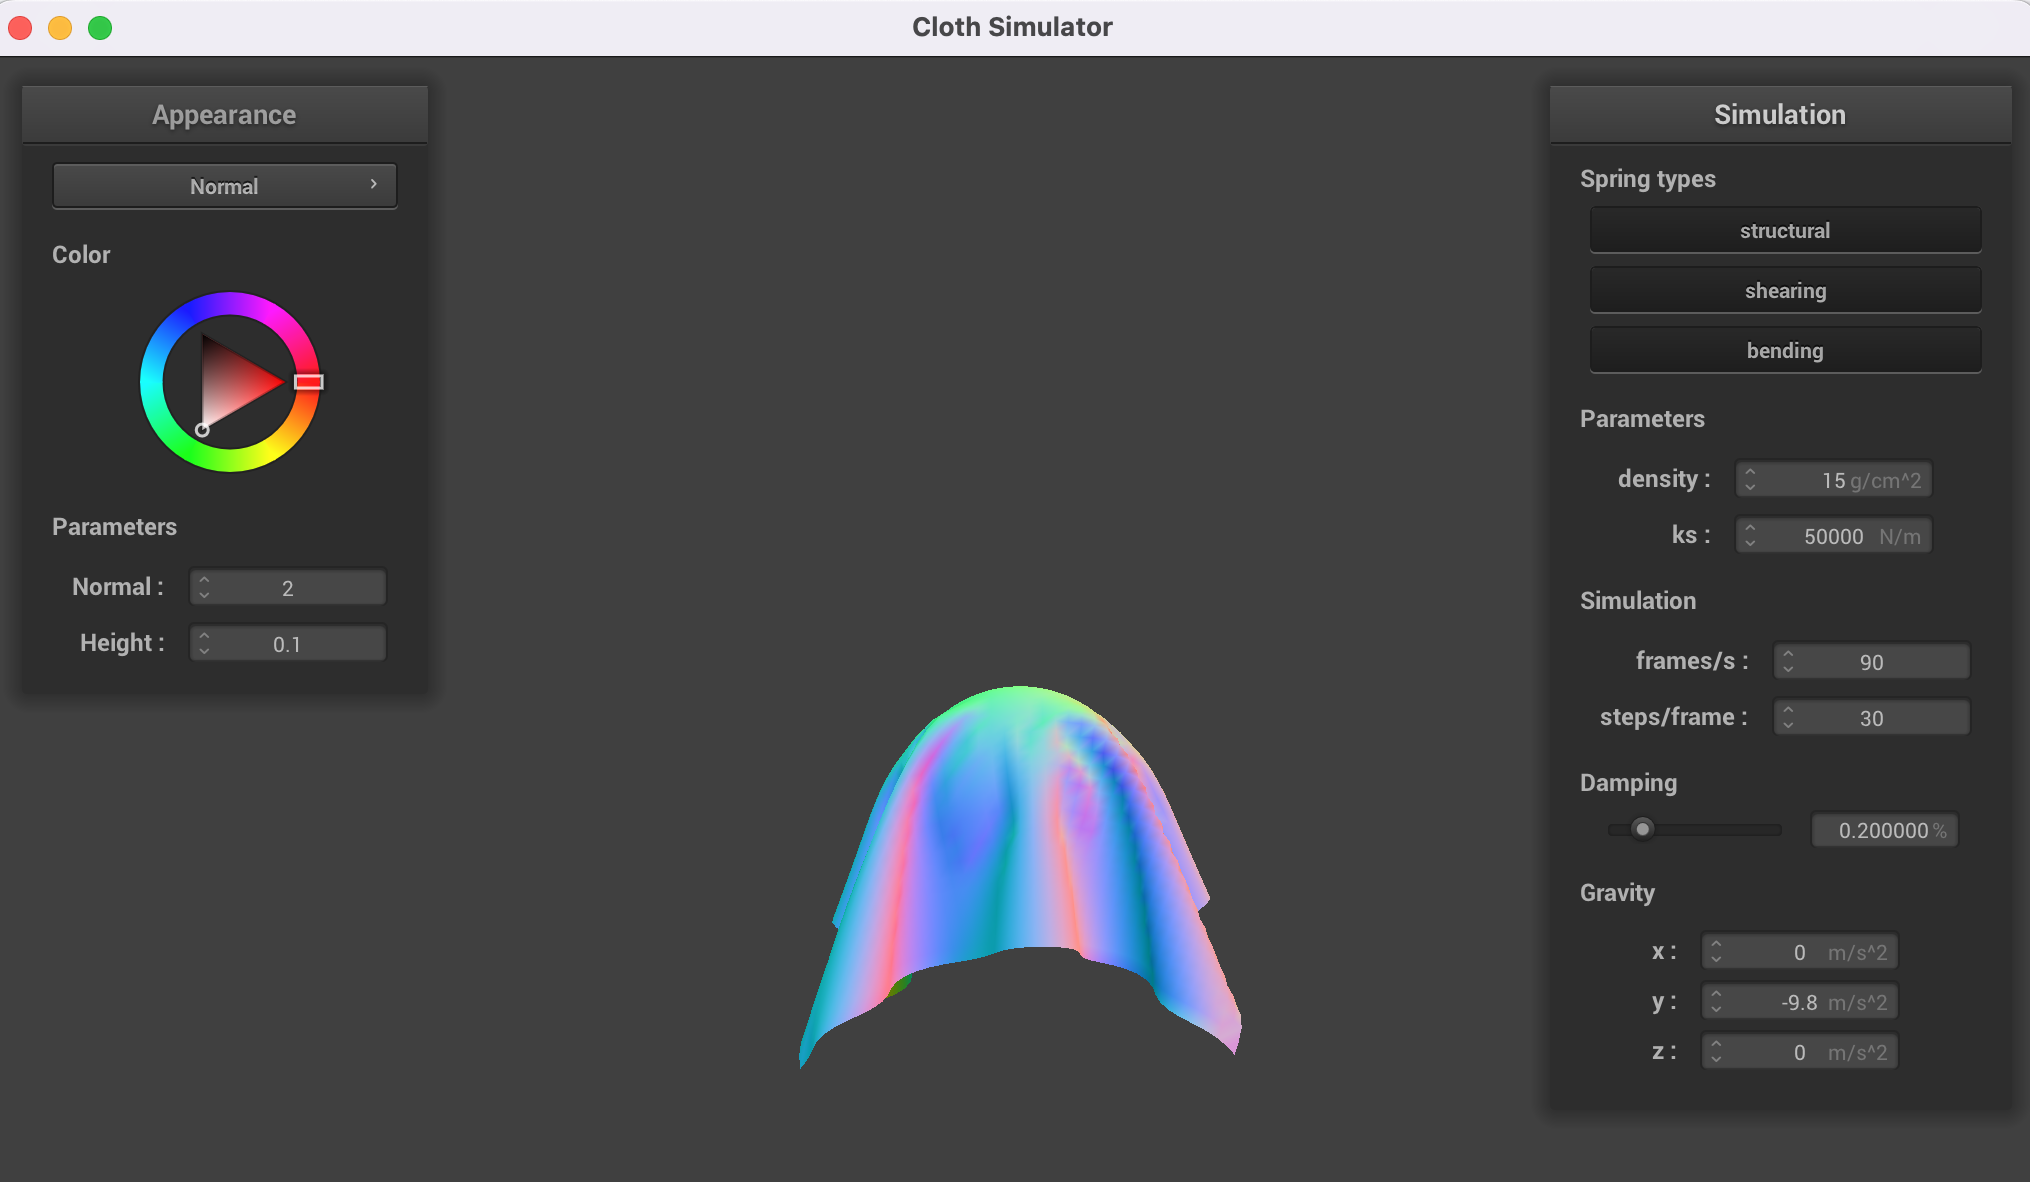 Cloth Simulator
Appearance
Normal
Color
Parameters
Normal : 2
Height : 0.1
Simulation
Spring types
structural
shearing
bending
Parameters
density : 15 g/cm^2
ks : 50000 N/m
Simulation
frames/s : 90
steps/frame : 30
Damping
0.200000 %
Gravity
x : 0 m/s^2
y : -9.8 m/s^2
z : 0 m/s^2